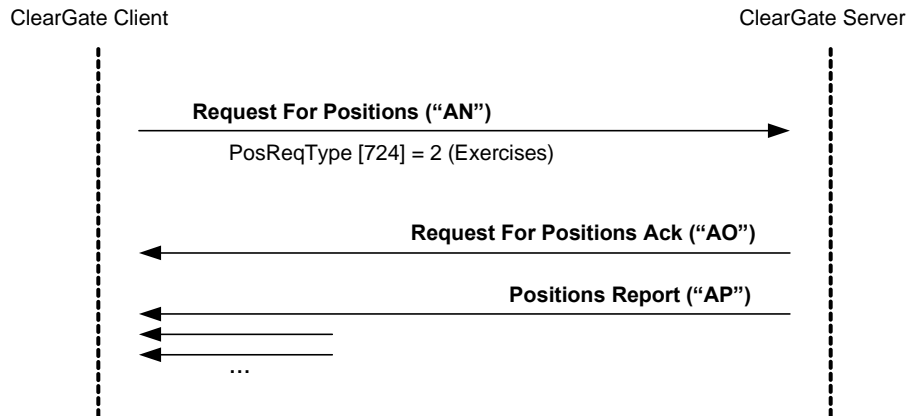 ClearGate Client
ClearGate Server
Request For Positions (“AN”)
PosReqType [724] = 2 (Exercises)
Request For Positions Ack (“AO”)
Positions Report (“AP”)
…